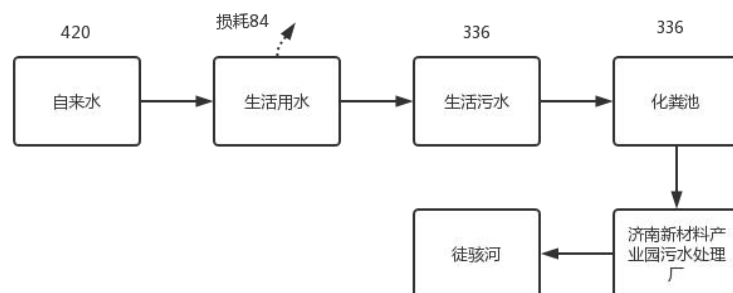 420
损耗84
336
336
自来水
生活用水
生活污水
化粪池
徒骇河
济南新材料产
业园污水处理
厂